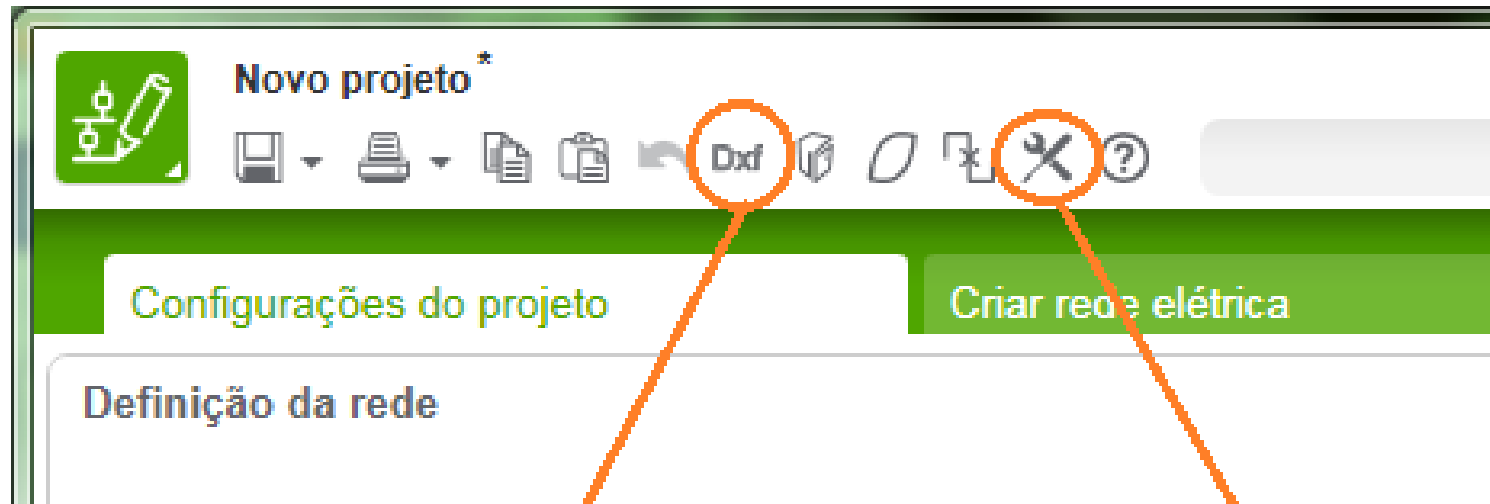 Novo projeto*
Dxf ?
Configurações do projeto
Criar rede elétrica
Definição da rede